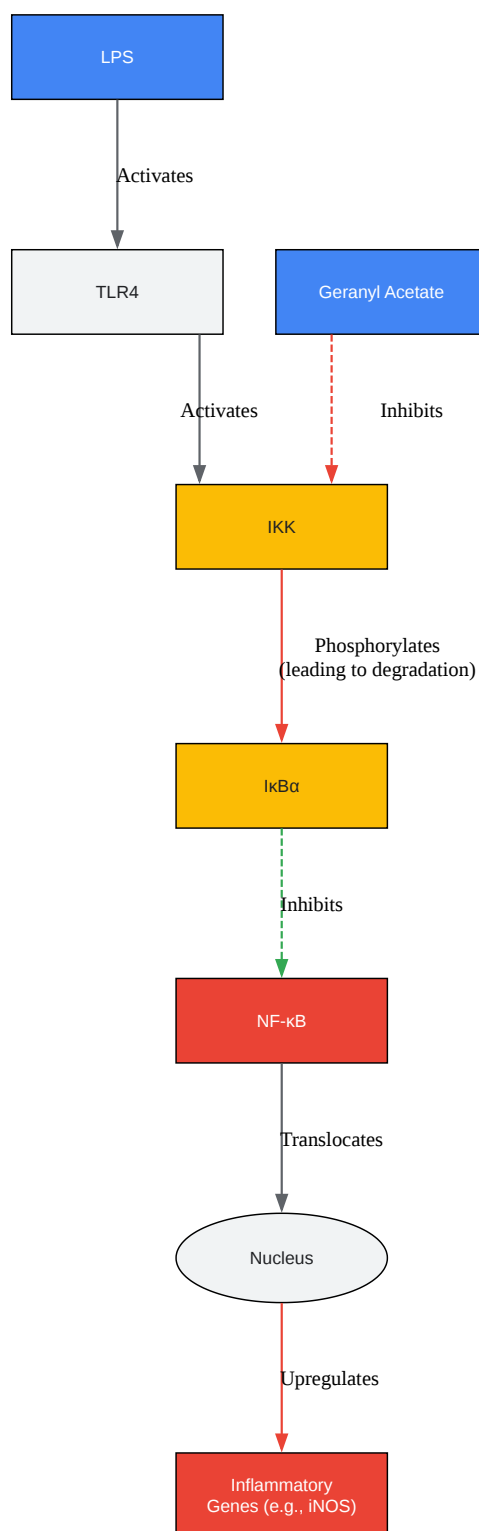 LPS
Activates
TLR4
Geranyl Acetate
Activates
Inhibits
IKK
Phosphorylates
(leading to degradation)
IκBα
Inhibits
NF-κB
Translocates
Nucleus
Upregulates
Inflammatory
Genes (e.g., iNOS)